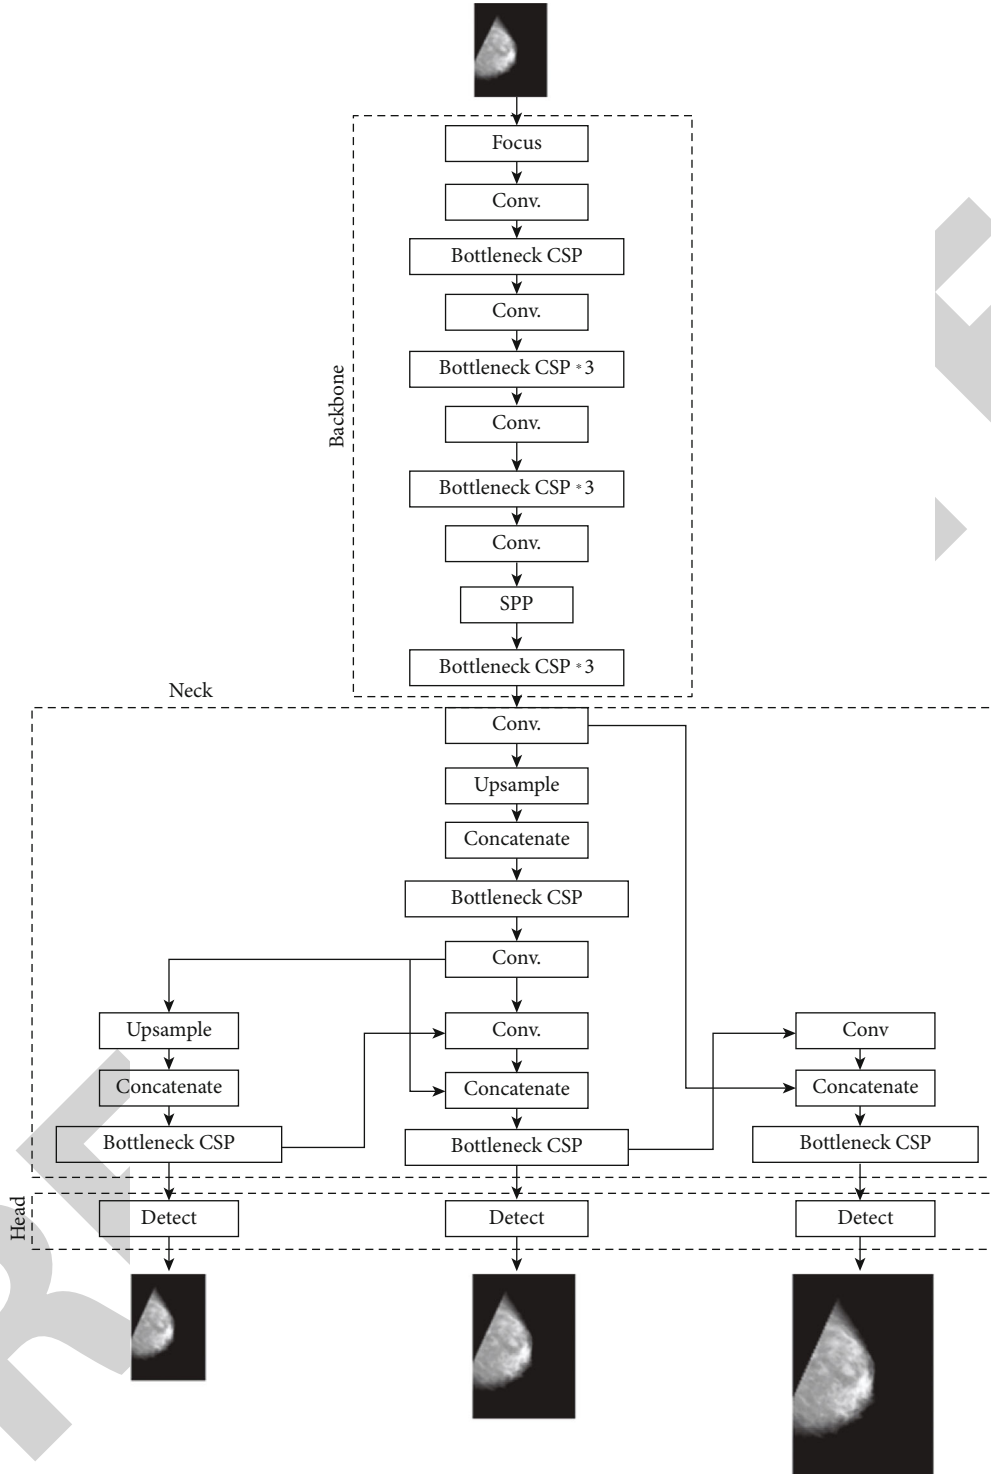 Focus
Conv.
Bottleneck CSP
Conv.
Bottleneck CSP *3
Backbone
Conv.
Bottleneck CSP *3
Conv.
SPP
Bottleneck CSP *3
Neck
Conv.
Upsample
Concatenate
Bottleneck CSP
Conv.
Upsample
Conv.
Conv
Concatenate
Concatenate
Concatenate
Bottleneck CSP
Bottleneck CSP
Bottleneck CSP
Head
Detect
Detect
Detect